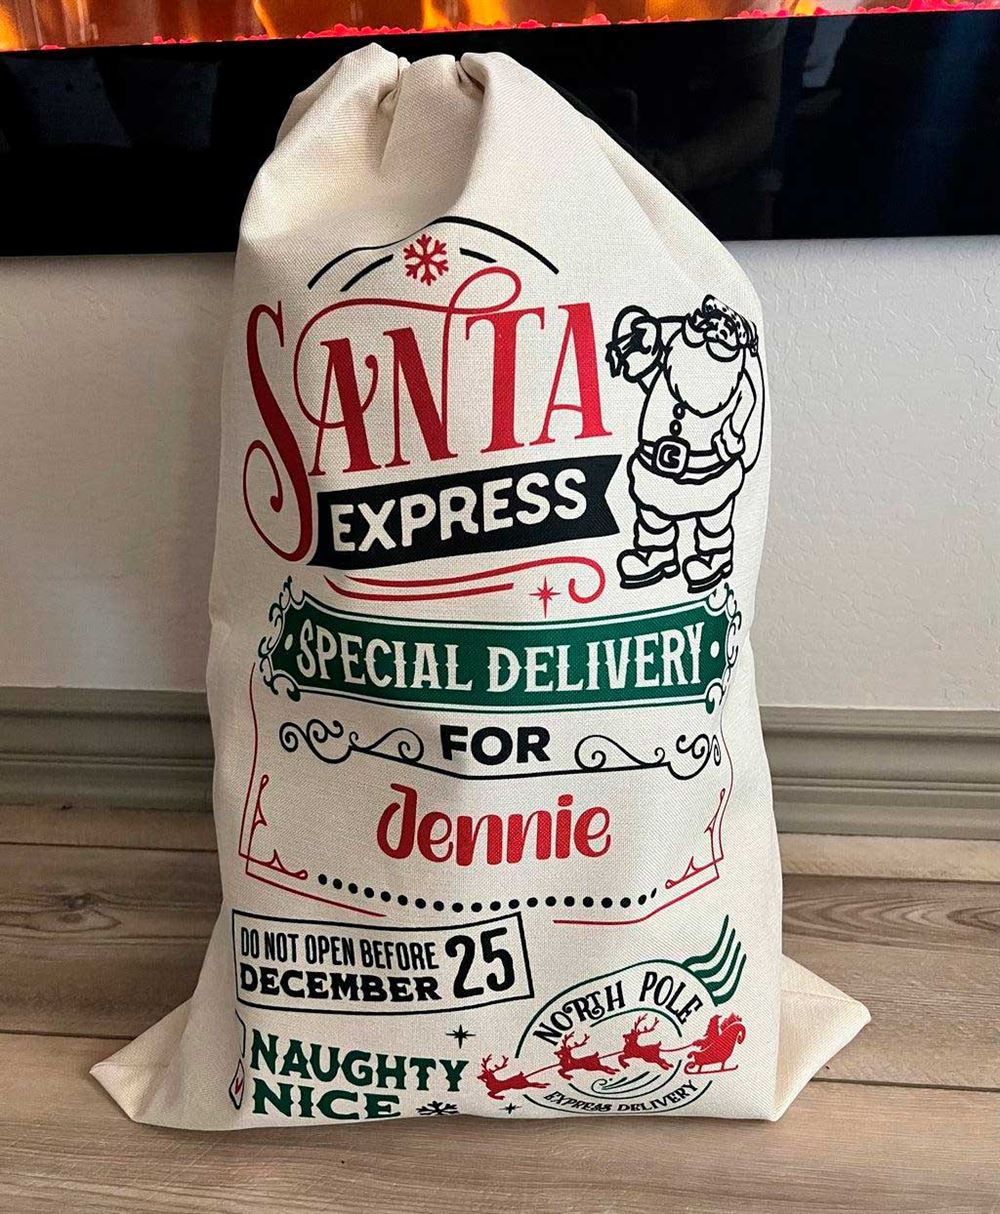 SANTA
EXPRESS
SPECIAL DELIVERY
FOR
Jennie
DO NOT OPEN BEFORE
DECEMBER 25
NORTH POLE
EXPRESS DELIVERY
NAUGHTY
NICE